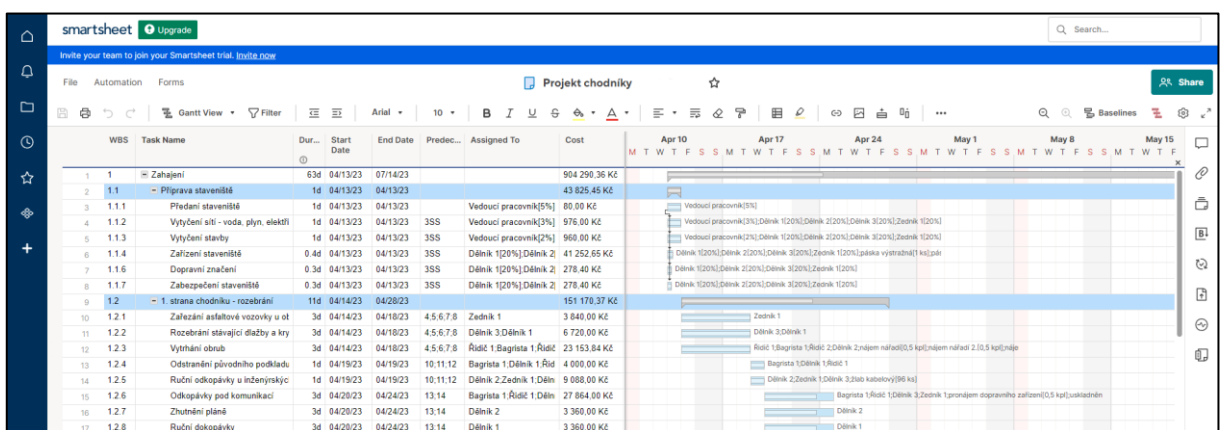 smartsheet Upgrade Search...
Invite your team to join your Smartsheet trial. Invite now
File Automation Forms Projekt chodníky Share
Gantt View Filter Arial 10 B I U S A ... Baselines
WBS Task Name Dur... Start Date End Date Predec... Assigned To Cost Apr 10 Apr 17 Apr 24 May 1 May 8 May 15
M T W T F S S M T W T F S S M T W T F S S M T W T F S S M T W T F S S M T W T F
1 1 Zahajení 63d 04/13/23 07/14/23 904 290,36 Kč
2 1.1 Příprava staveniště 1d 04/13/23 04/13/23 43 825,45 Kč
3 1.1.1 Předaní staveniště 1d 04/13/23 04/13/23 Vedoucí pracovník[5%] 80,00 Kč Vedoucí pracovník[5%]
4 1.1.2 Vytyčení sítí - voda, plyn, elektři 1d 04/13/23 04/13/23 3SS Vedoucí pracovník[3%] 976,00 Kč Vedoucí pracovník[3%];Dělník 1[20%];Dělník 2[20%];Dělník 3[20%];Zedník 1[20%]
5 1.1.3 Vytyčení stavby 1d 04/13/23 04/13/23 3SS Vedoucí pracovník[2%] 960,00 Kč Vedoucí pracovník[2%];Dělník 1[20%];Dělník 2[20%];Dělník 3[20%];Zedník 1[20%]
6 1.1.4 Zařízení staveniště 0.4d 04/13/23 04/13/23 3SS Dělník 1[20%];Dělník 2[ 41 252,65 Kč Dělník 1[20%];Dělník 2[20%];Dělník 3[20%];Zedník 1[20%];páska výstražná[1 ks];pás
7 1.1.6 Dopravní značení 0.3d 04/13/23 04/13/23 3SS Dělník 1[20%];Dělník 2[ 278,40 Kč Dělník 1[20%];Dělník 2[20%];Dělník 3[20%];Zedník 1[20%]
8 1.1.7 Zabezpečení staveniště 0.3d 04/13/23 04/13/23 3SS Dělník 1[20%];Dělník 2[ 278,40 Kč Dělník 1[20%];Dělník 2[20%];Dělník 3[20%];Zedník 1[20%]
9 1.2 1. strana chodníku - rozebrání 11d 04/14/23 04/28/23 151 170,37 Kč
10 1.2.1 Zařezání asfaltové vozovky u ot 3d 04/14/23 04/18/23 4;5;6;7;8 Zedník 1 3 840,00 Kč Zedník 1
11 1.2.2 Rozebrání stávající dlažby a kry 3d 04/14/23 04/18/23 4;5;6;7;8 Dělník 3;Dělník 1 6 720,00 Kč Dělník 3;Dělník 1
12 1.2.3 Vytrhání obrub 3d 04/14/23 04/18/23 4;5;6;7;8 Řidič 1;Bagrista 1;Řidič 23 153,84 Kč Řidič 1;Bagrista 1;Řidič 2;Dělník 2;nájem nářadí[0,5 kpl];nájem nářadí 2.[0,5 kpl];náje
13 1.2.4 Odstranění původního podkladu 1d 04/19/23 04/19/23 10;11;12 Bagrista 1;Dělník 1;Řid 4 000,00 Kč Bagrista 1;Dělník 1;Řidič 1
14 1.2.5 Ruční odkopávky u inženýrskýc 1d 04/19/23 04/19/23 10;11;12 Dělník 2;Zedník 1;Děln 9 088,00 Kč Dělník 2;Zedník 1;Dělník 3;žlab kabelový[96 ks]
15 1.2.6 Odkopávky pod komunikací 3d 04/20/23 04/24/23 13;14 Bagrista 1;Řidič 1;Děln 27 864,00 Kč Bagrista 1;Řidič 1;Dělník 3;Zedník 1;pronájem dopravního zařízení[0,5 kpl];uskladněn
16 1.2.7 Zhutnění pláně 3d 04/20/23 04/24/23 13;14 Dělník 2 3 360,00 Kč Dělník 2
17 1.2.8 Ruční dokopávky 3d 04/20/23 04/24/23 13;14 Dělník 1 3 360,00 Kč Dělník 1